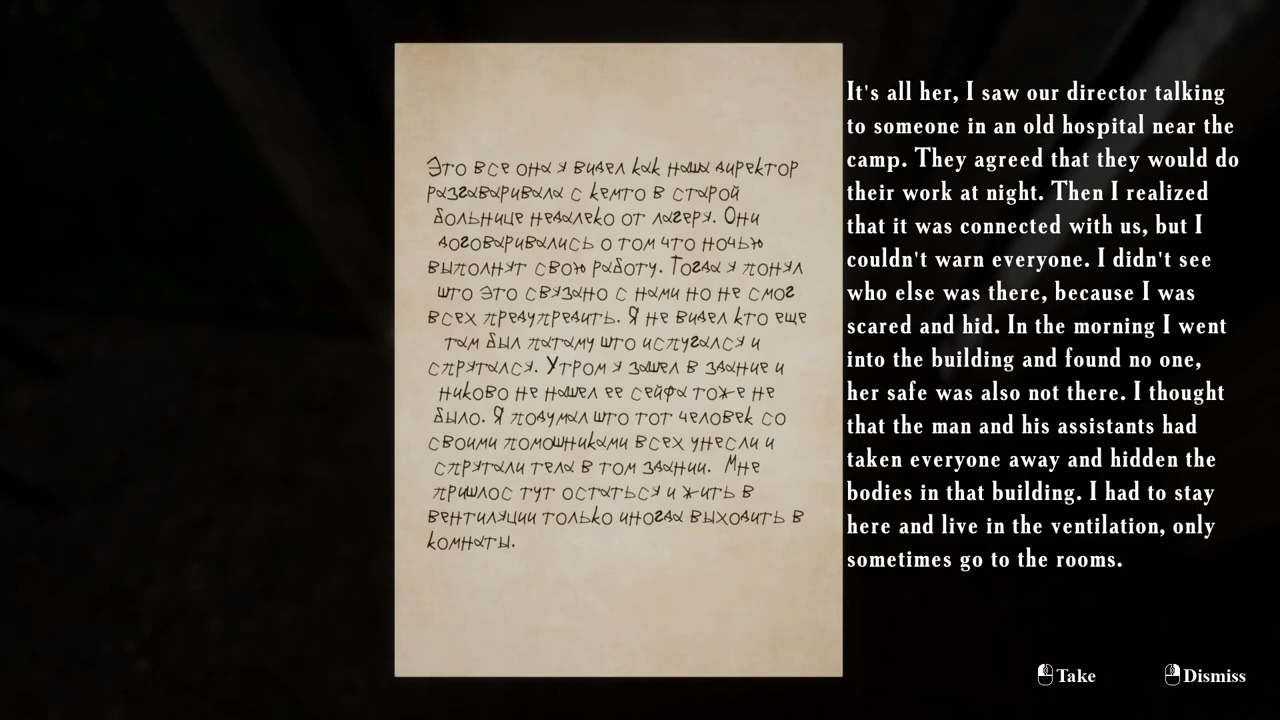 Это все она я видел как наша директор
разгаваривала с кемто в старой
больнице недалеко от лагеря. Они
договаривались о том что ночью
выполнят свою работу. Тогда я понял
што это связано с нами но не смог
всех предупредить. Я не видел кто еще
там был патаму што испугался и
спрятался. Утром я зашел в здание и
никово не нашел ее сейфа тоже не
было. Я подумал што тот человек со
своими помошниками всех унесли и
спрятали тела в том здании. Мне
пришлос тут остаться и жить в
вентиляции только иногда выходить в
комнаты.
It's all her, I saw our director talking
to someone in an old hospital near the
camp. They agreed that they would do
their work at night. Then I realized
that it was connected with us, but I
couldn't warn everyone. I didn't see
who else was there, because I was
scared and hid. In the morning I went
into the building and found no one,
her safe was also not there. I thought
that the man and his assistants had
taken everyone away and hidden the
bodies in that building. I had to stay
here and live in the ventilation, only
sometimes go to the rooms.
Take Dismiss